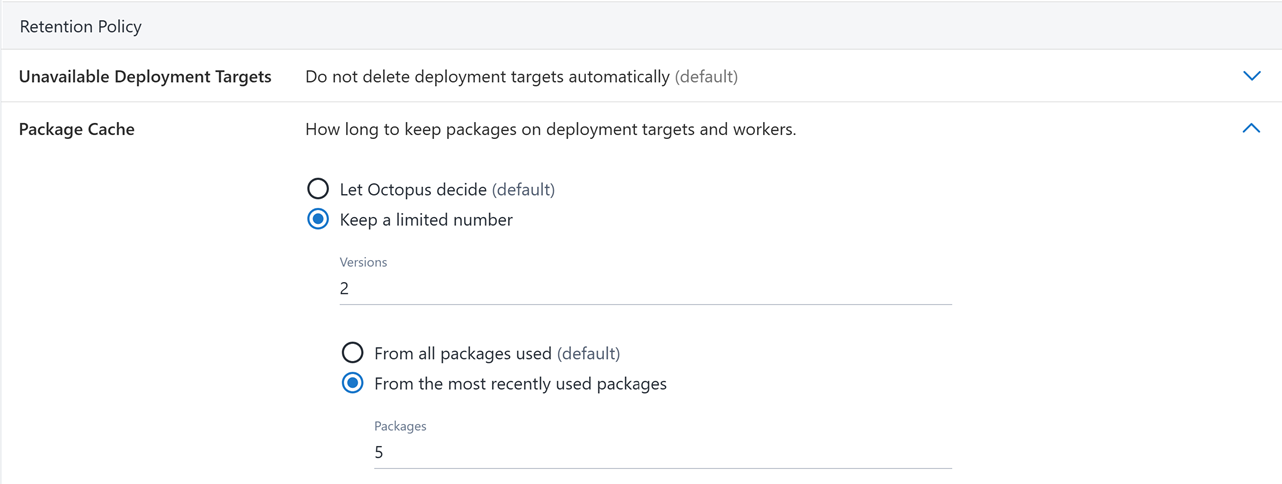 Retention Policy
Unavailable Deployment Targets Do not delete deployment targets automatically (default)
Package Cache How long to keep packages on deployment targets and workers.
Let Octopus decide (default)
Keep a limited number
Versions
2
From all packages used (default)
From the most recently used packages
Packages
5